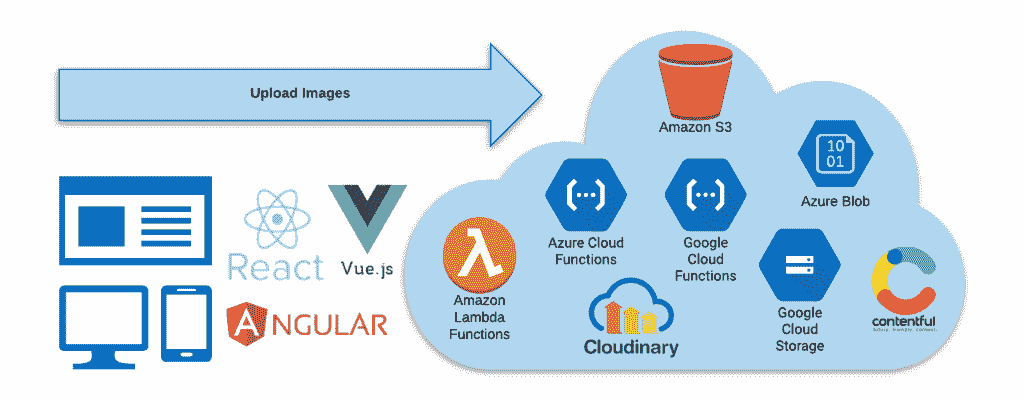 Upload Images
Amazon S3
10
01
Azure Blob
Azure Cloud
Functions
Google
Cloud
Functions
Amazon
Lambda
Functions
Cloudinary
Google
Cloud
Storage
contentful
React
Vue.js
ANGULAR